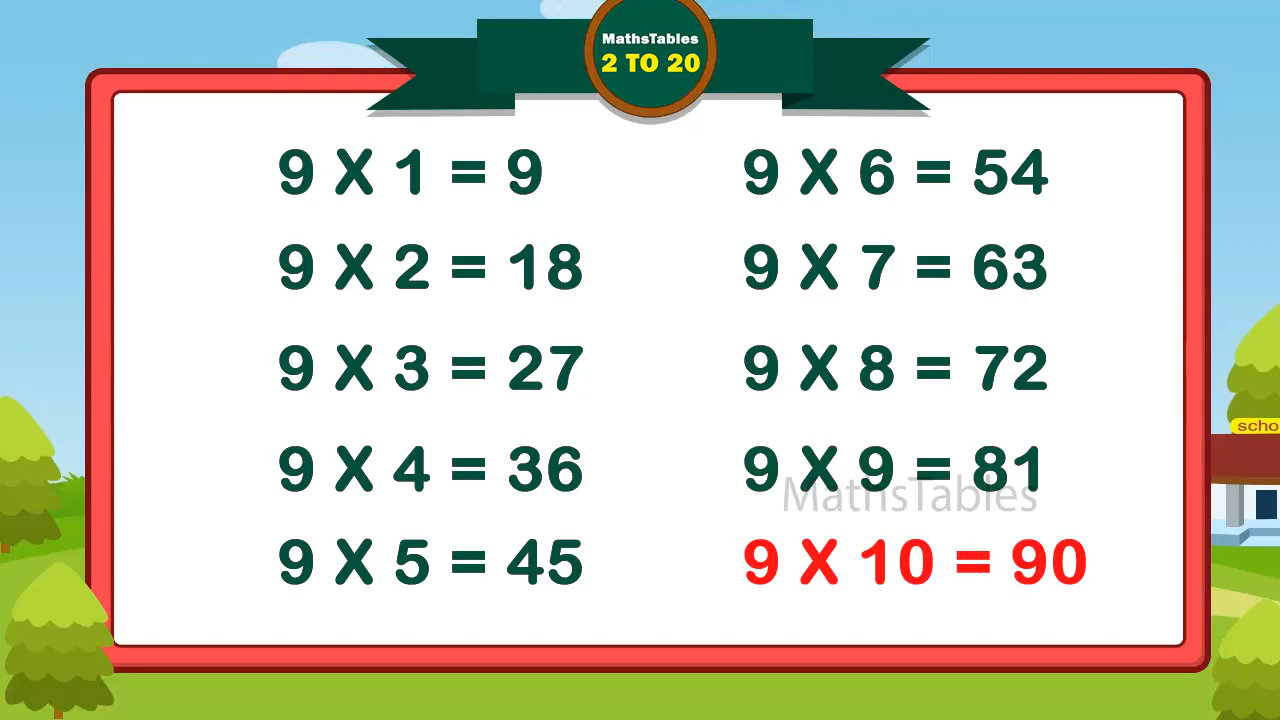 MathsTables
2 TO 20
9 X 1 = 9
9 X 2 = 18
9 X 3 = 27
9 X 4 = 36
9 X 5 = 45
9 X 6 = 54
9 X 7 = 63
9 X 8 = 72
9 X 9 = 81
MathsTables
9 X 10 = 90
scho